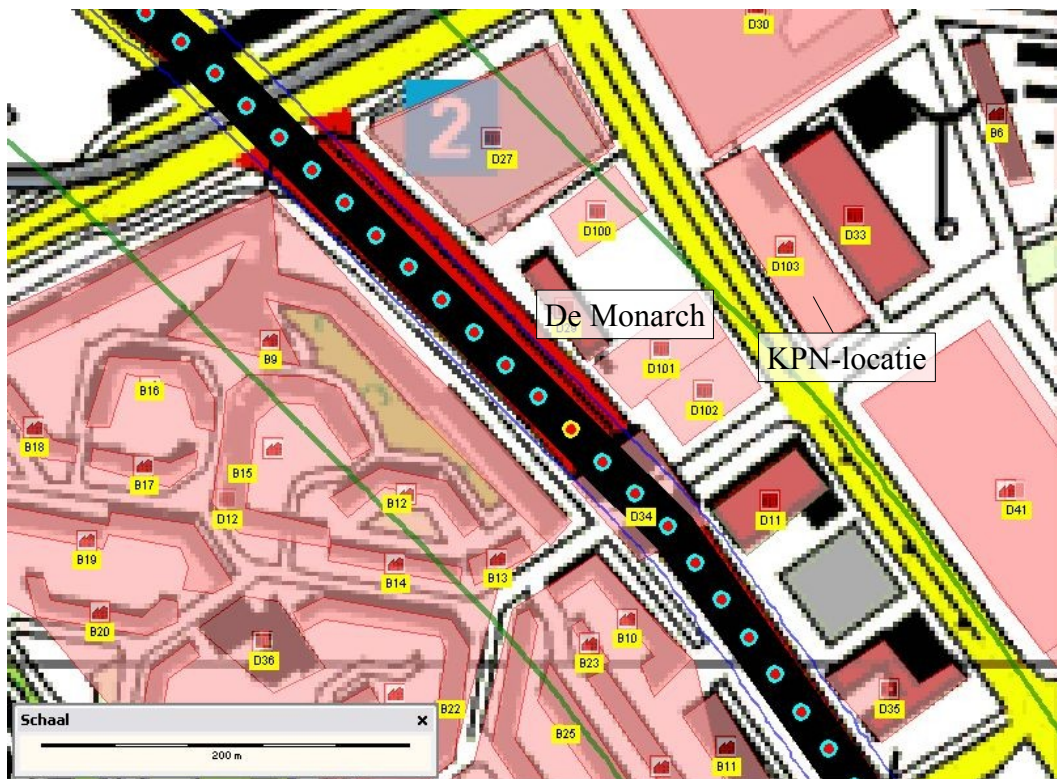 D30
2
D27
B6
D100
D33
D103
De Monarch
D101
KPN-locatie
B9
B16
D102
B18
B15
B17
B12
D12
D34
D11
D41
B19
B14
B13
B20
D36
B10
B23
D35
B22
B25
B11
Schaal
x
200 m